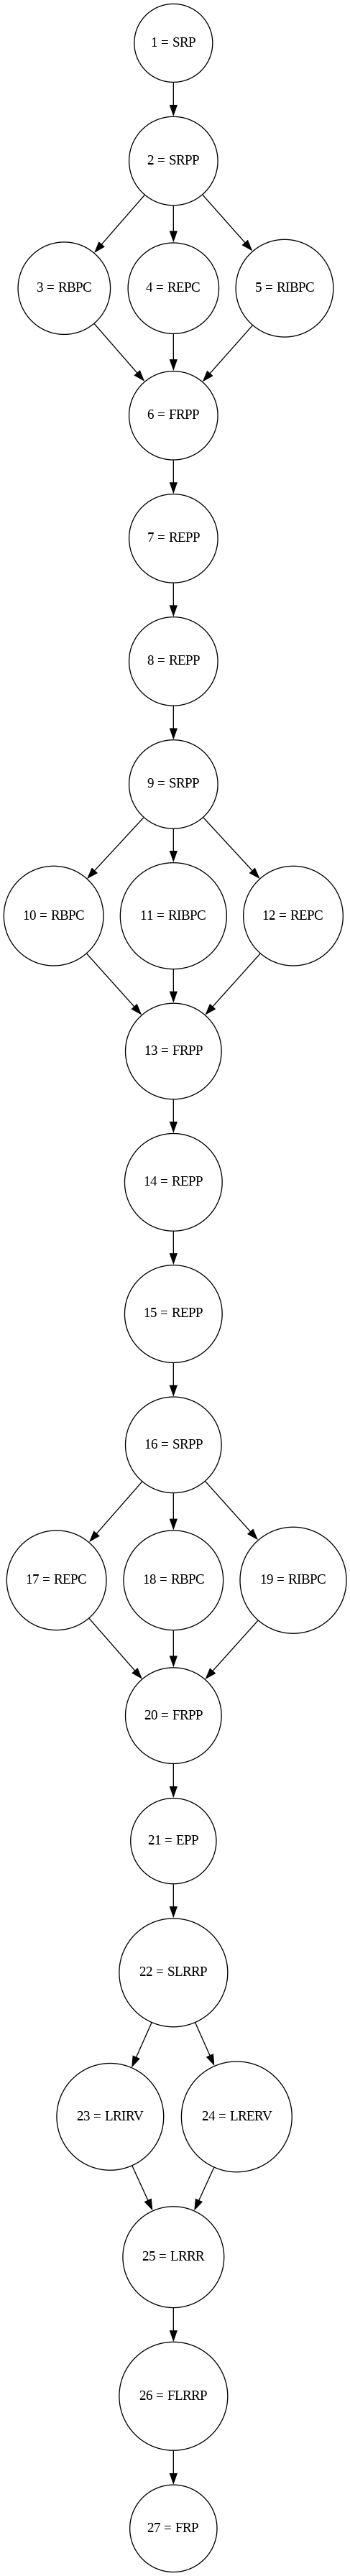 1 = SRP
2 = SRPP
3 = RBPC
4 = REPC
5 = RIBPC
6 = FRPP
7 = REPP
8 = REPP
9 = SRPP
10 = RBPC
11 = RIBPC
12 = REPC
13 = FRPP
14 = REPP
15 = REPP
16 = SRPP
17 = REPC
18 = RBPC
19 = RIBPC
20 = FRPP
21 = EPP
22 = SLRRP
23 = LRIRV
24 = LRERV
25 = LRRR
26 = FLRRP
27 = FRP